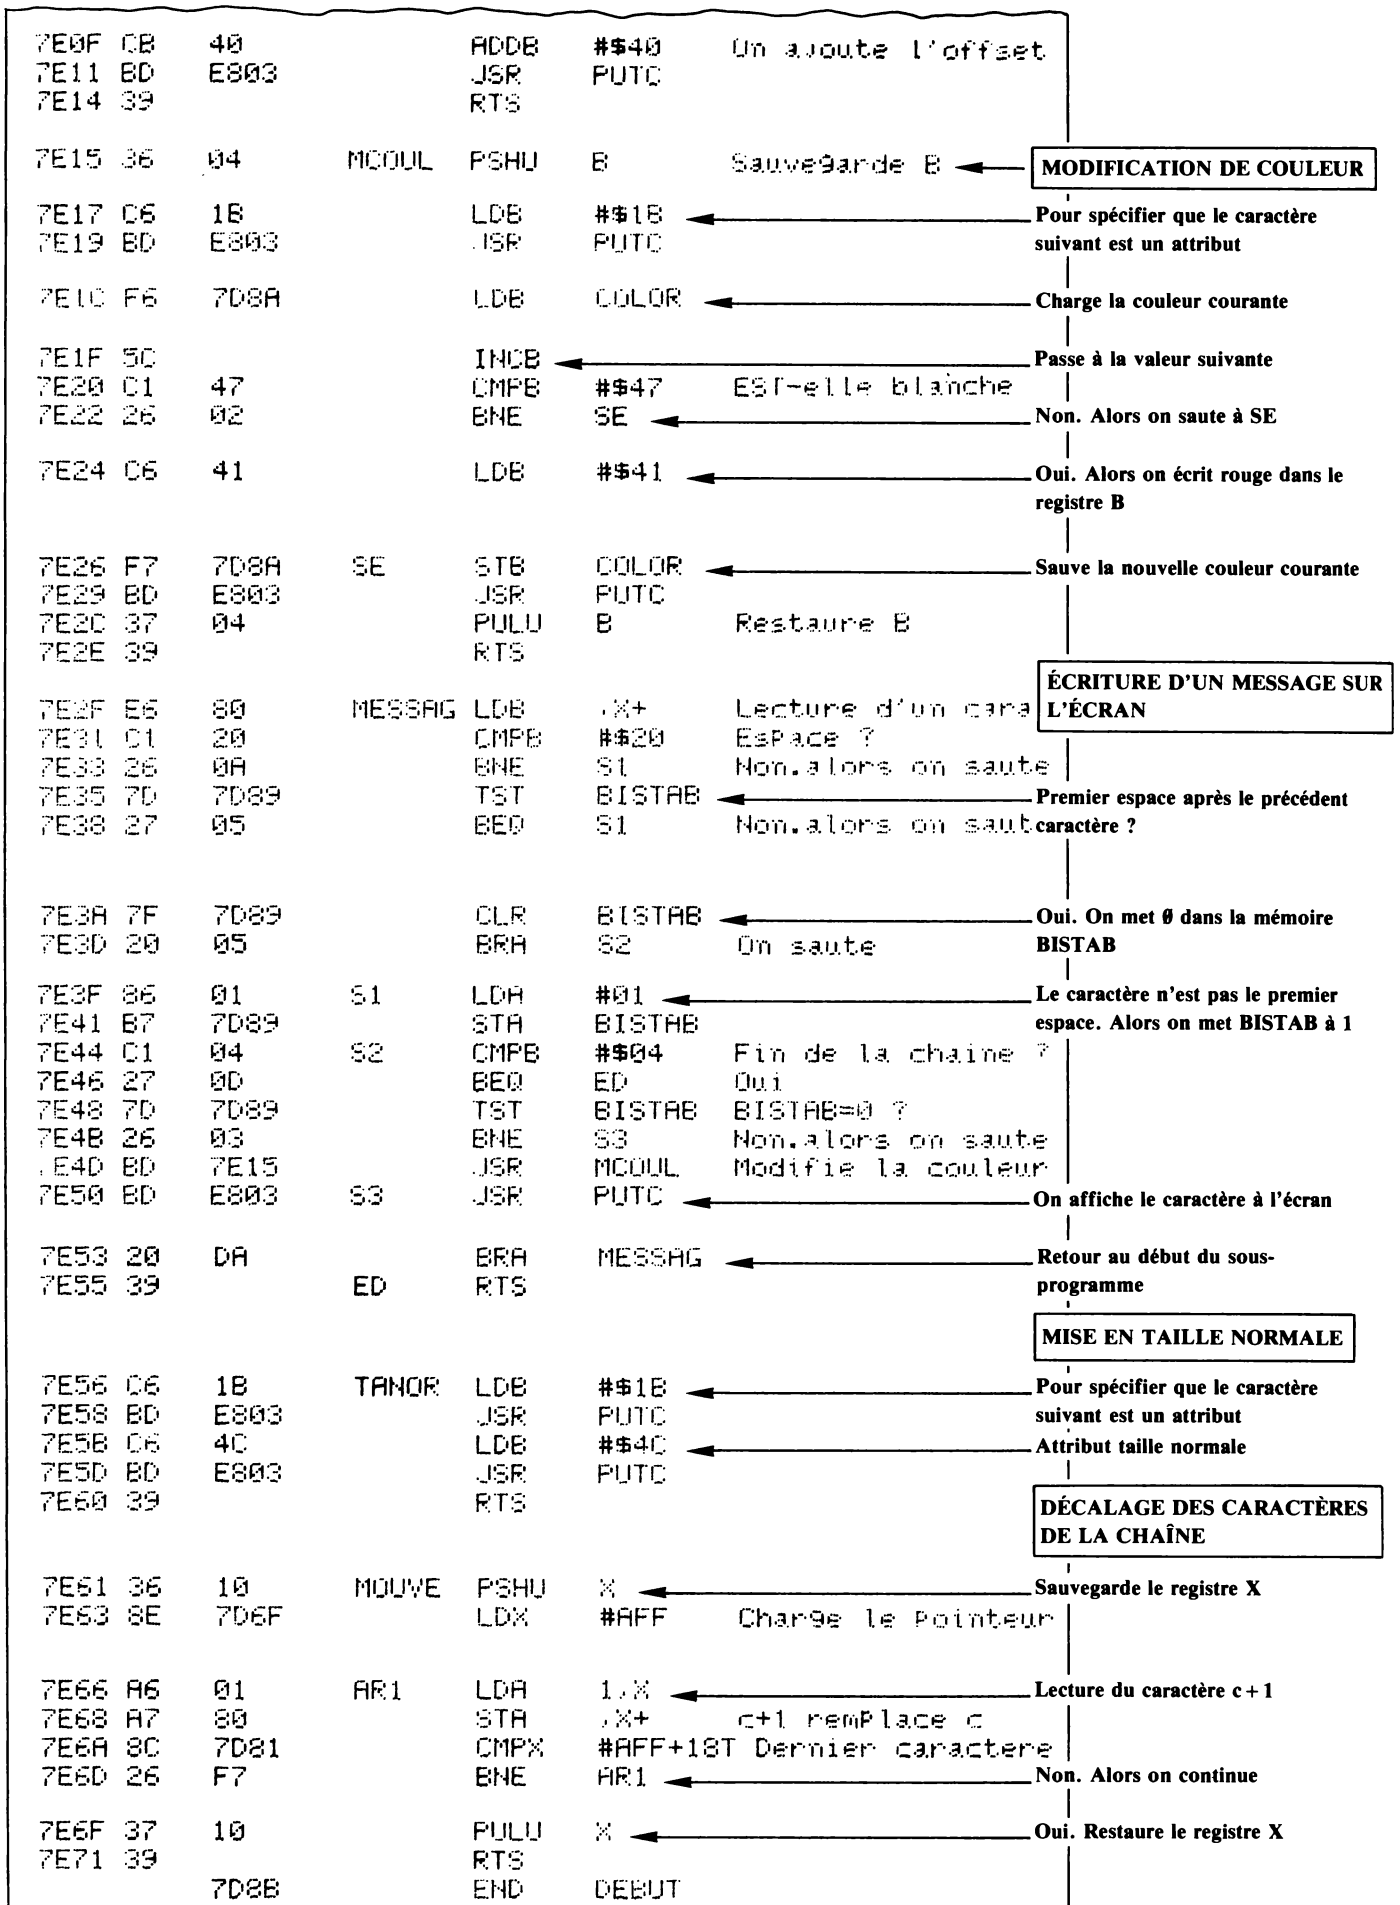 7E0F CB 40 ADDB #$40 On ajoute l'offset
7E11 BD E803 JSR PUTC
7E14 39 RTS
7E15 36 04 MCOUL PSHU B Sauvegarde B MODIFICATION DE COULEUR
7E17 C6 1B LDB #$1B Pour spécifier que le caractère
7E19 BD E803 JSR PUTC suivant est un attribut
7E1C F6 7D8A LDB COLOR Charge la couleur courante
7E1F 5C INCB Passe à la valeur suivante
7E20 C1 47 CMPB #$47 EST-elle blanche
7E22 26 02 BNE SE Non. Alors on saute à SE
7E24 C6 41 LDB #$41 Oui. Alors on écrit rouge dans le
registre B
7E26 F7 7D8A SE STB COLOR Sauve la nouvelle couleur courante
7E29 BD E803 JSR PUTC
7E2C 37 04 PULU B Restaure B
7E2E 39 RTS
ÉCRITURE D'UN MESSAGE SUR
L'ÉCRAN
7E2F E6 80 MESSAG LDB ,X+ Lecture d'un cara
7E31 C1 20 CMPB #$20 Espace ?
7E33 26 0A BNE S1 Non.alors on saute
7E35 7D 7D89 TST BISTAB Premier espace après le précédent
7E38 27 05 BEQ S1 Non.alors on saut caractère ?
7E3A 7F 7D89 CLR BISTAB Oui. On met 0 dans la mémoire
7E3D 20 05 BRA S2 On saute BISTAB
7E3F 86 01 S1 LDA #01 Le caractère n'est pas le premier
7E41 B7 7D89 STA BISTAB espace. Alors on met BISTAB à 1
7E44 C1 04 S2 CMPB #$04 Fin de la chaine ?
7E46 27 0D BEQ ED Oui
7E48 7D 7D89 TST BISTAB BISTAB=0 ?
7E4B 26 03 BNE S3 Non.alors on saute
7E4D BD 7E15 JSR MCOUL Modifie la couleur
7E50 BD E803 S3 JSR PUTC On affiche le caractère à l'écran
7E53 20 DA BRA MESSAG Retour au début du sous-
7E55 39 ED RTS programme
MISE EN TAILLE NORMALE
7E56 C6 1B TANOR LDB #$1B Pour spécifier que le caractère
7E58 BD E803 JSR PUTC suivant est un attribut
7E5B C6 4C LDB #$4C Attribut taille normale
7E5D BD E803 JSR PUTC
7E60 39 RTS
DÉCALAGE DES CARACTÈRES
DE LA CHAÎNE
7E61 36 10 MOUVE PSHU X Sauvegarde le registre X
7E63 8E 7D6F LDX #AFF Charge le Pointeur
7E66 A6 01 AR1 LDA 1,X Lecture du caractère c+1
7E68 A7 80 STA ,X+ c+1 remplace c
7E6A 8C 7D81 CMPX #AFF+18T Dernier caractere
7E6D 26 F7 BNE AR1 Non. Alors on continue
7E6F 37 10 PULU X Oui. Restaure le registre X
7E71 39 RTS
7D8B END DEBUT